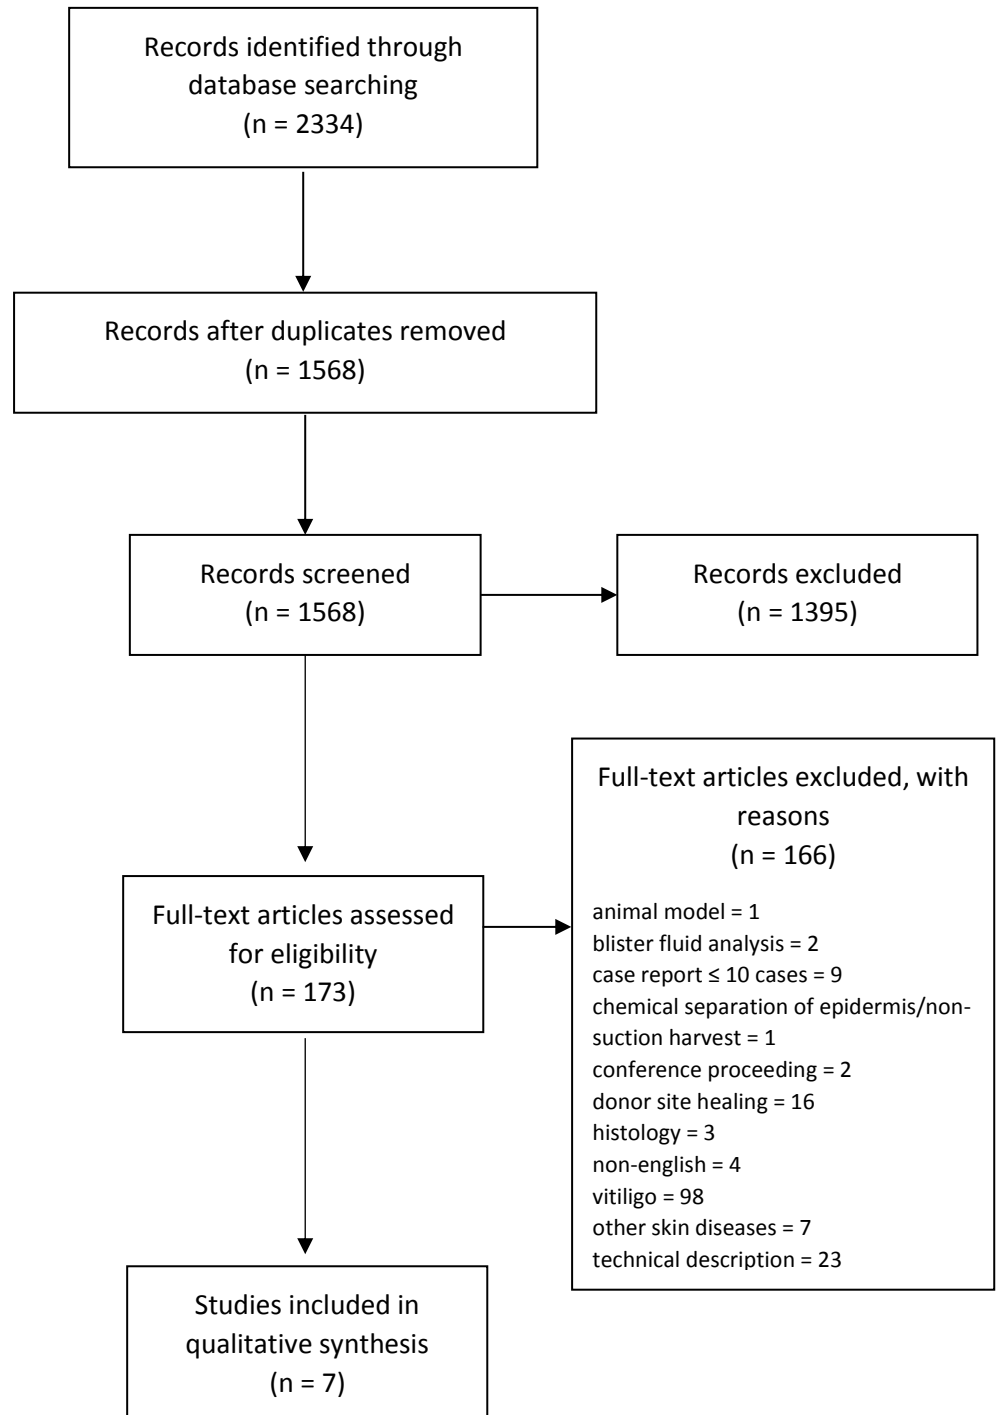 Records identified through
database searching
(n = 2334)
Records after duplicates removed
(n = 1568)
Records screened
(n = 1568)
Records excluded
(n = 1395)
Full-text articles assessed
for eligibility
(n = 173)
Full-text articles excluded, with
reasons
(n = 166)
animal model = 1
blister fluid analysis = 2
case report ≤ 10 cases = 9
chemical separation of epidermis/non-
suction harvest = 1
conference proceeding = 2
donor site healing = 16
histology = 3
non-english = 4
vitiligo = 98
other skin diseases = 7
technical description = 23
Studies included in
qualitative synthesis
(n = 7)